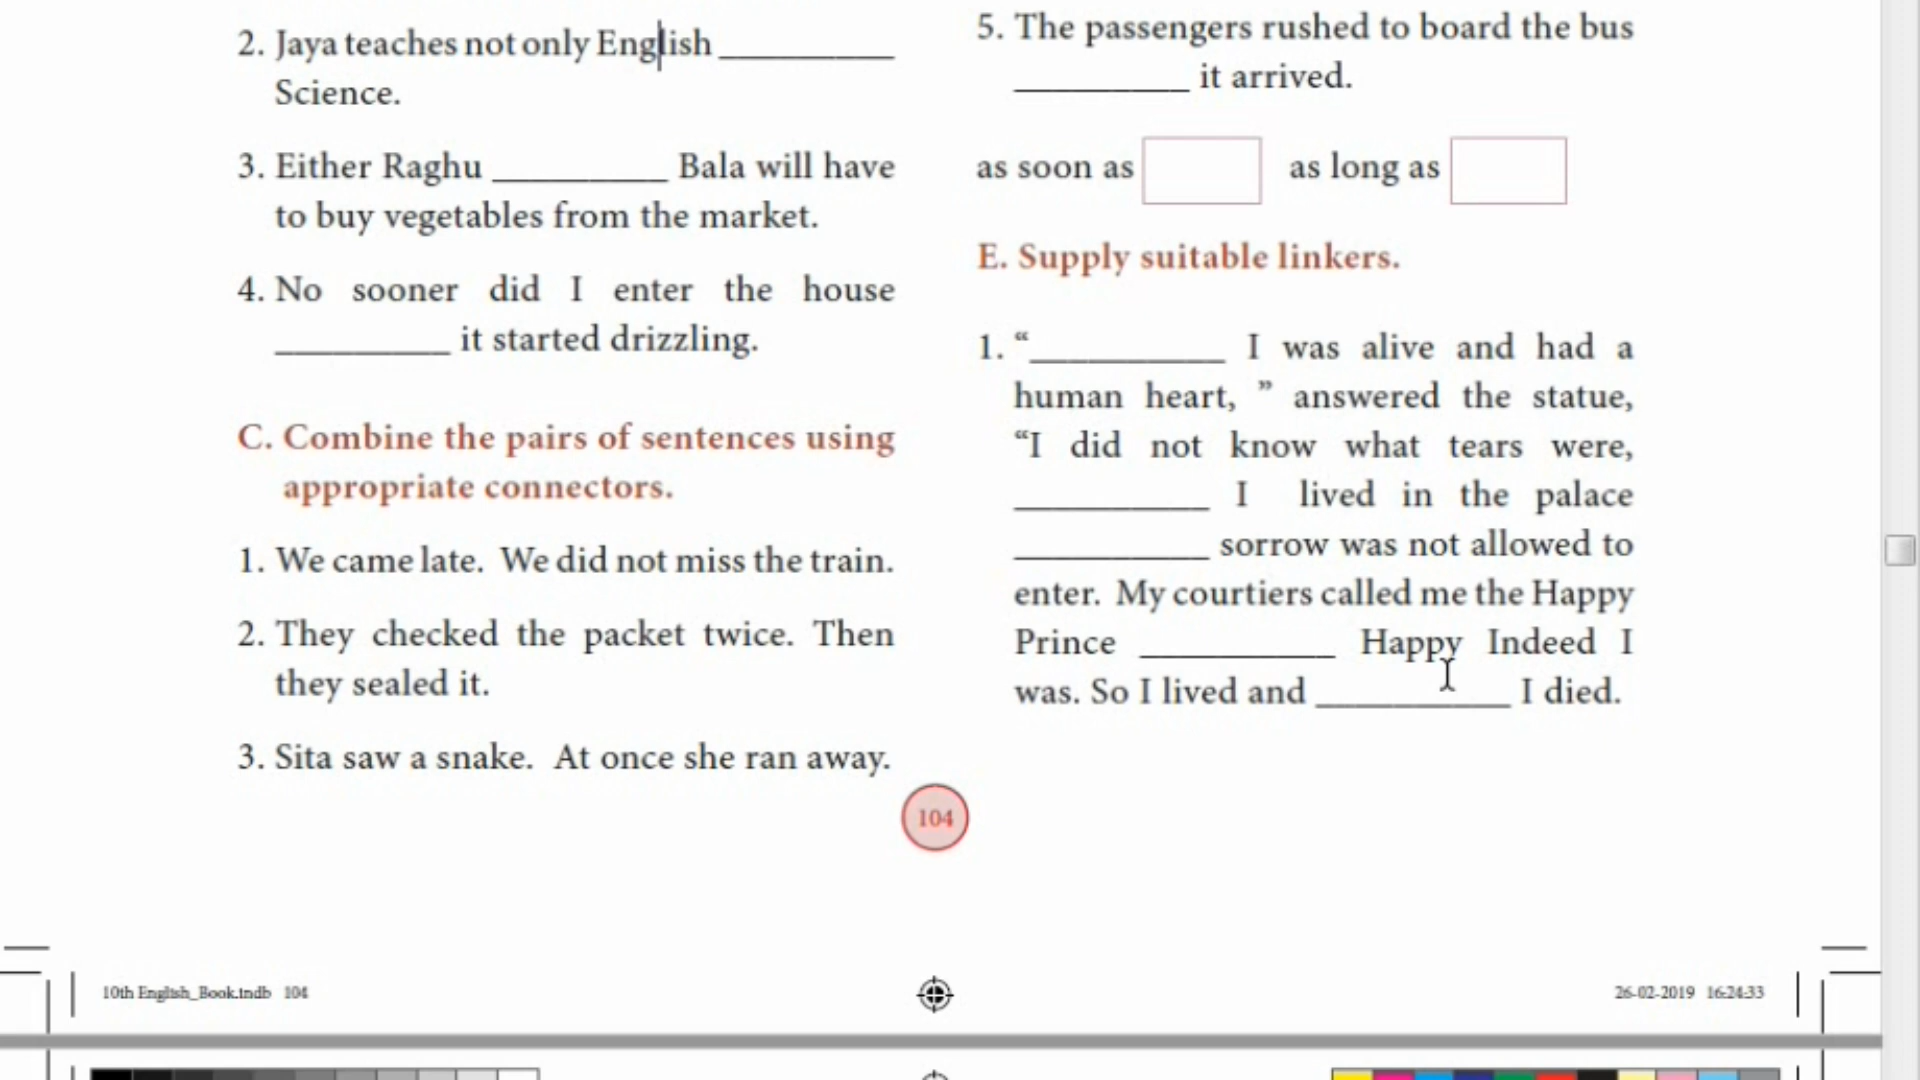 2. Jaya teaches not only English __________
Science.
3. Either Raghu __________ Bala will have
to buy vegetables from the market.
4. No sooner did I enter the house
__________ it started drizzling.
C. Combine the pairs of sentences using
appropriate connectors.
1. We came late. We did not miss the train.
2. They checked the packet twice. Then
they sealed it.
3. Sita saw a snake. At once she ran away.
5. The passengers rushed to board the bus
__________ it arrived.
as soon as as long as
E. Supply suitable linkers.
1. “___________ I was alive and had a
human heart, ” answered the statue,
“I did not know what tears were,
___________ I lived in the palace
___________ sorrow was not allowed to
enter. My courtiers called me the Happy
Prince ___________ Happy Indeed I
was. So I lived and ___________ I died.
104
10th English_Book.indb 104
26-02-2019 16:24:33